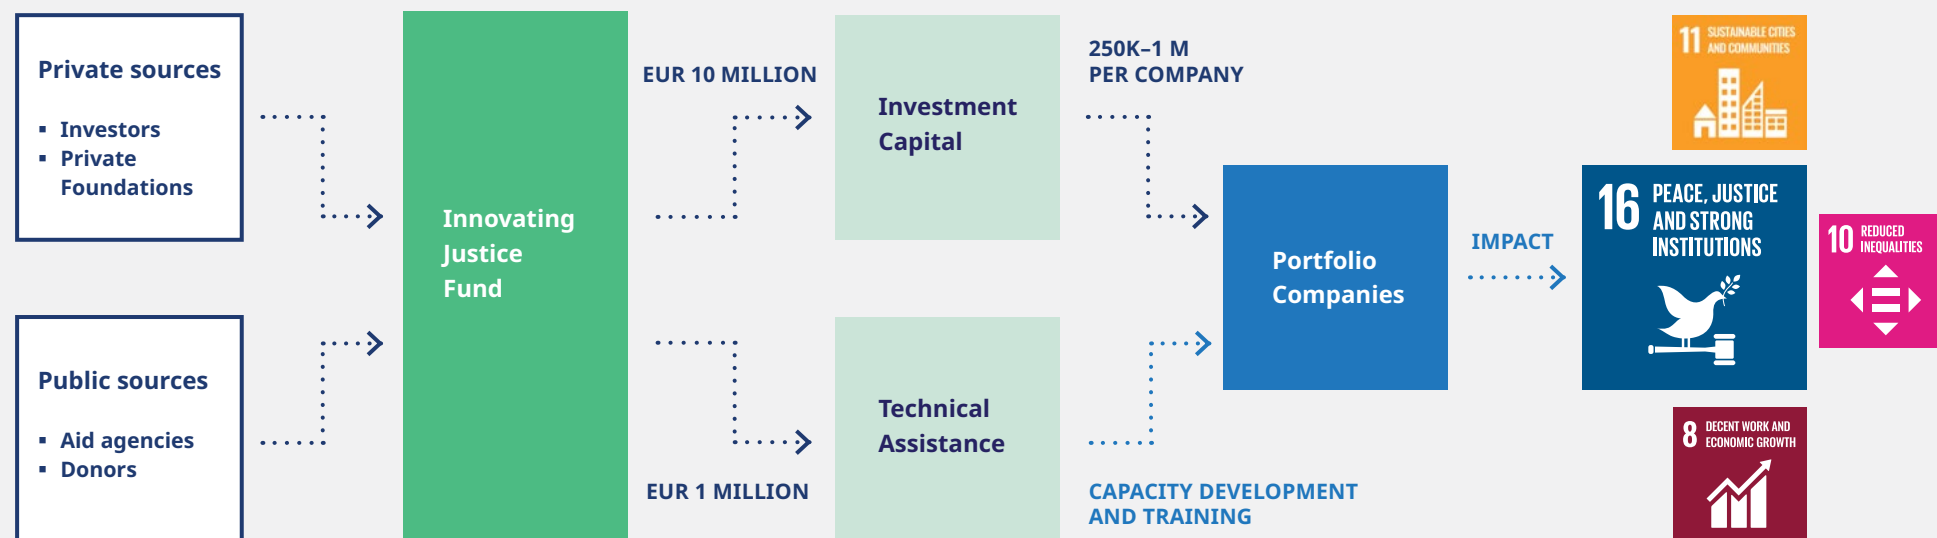 Private sources
▪ Investors
▪ Private
Foundations
Public sources
▪ Aid agencies
▪ Donors
Innovating
Justice
Fund
EUR 10 MILLION
EUR 1 MILLION
Investment
Capital
Technical
Assistance
250K–1 M
PER COMPANY
CAPACITY DEVELOPMENT
AND TRAINING
Portfolio
Companies
IMPACT
11 SUSTAINABLE CITIES
AND COMMUNITIES
16 PEACE, JUSTICE
AND STRONG
INSTITUTIONS
10 REDUCED
INEQUALITIES
8 DECENT WORK AND
ECONOMIC GROWTH